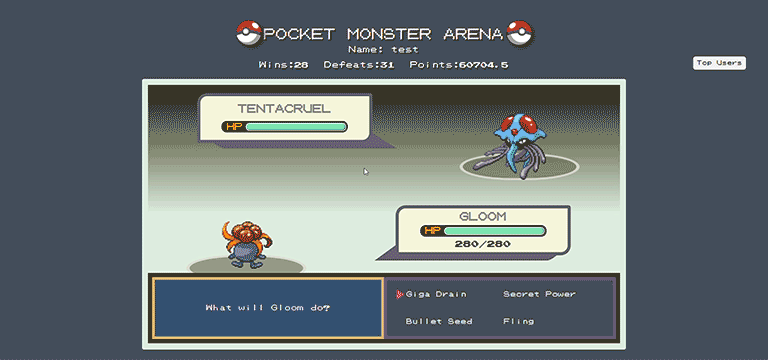 POCKET MONSTER ARENA
Name: test
Wins:28 Defeats:31 Points:60704.5
Top Users
TENTACRUEL
HP
GLOOM
HP
280/280
What will Gloom do?
Giga Drain Secret Power
Bullet Seed Fling